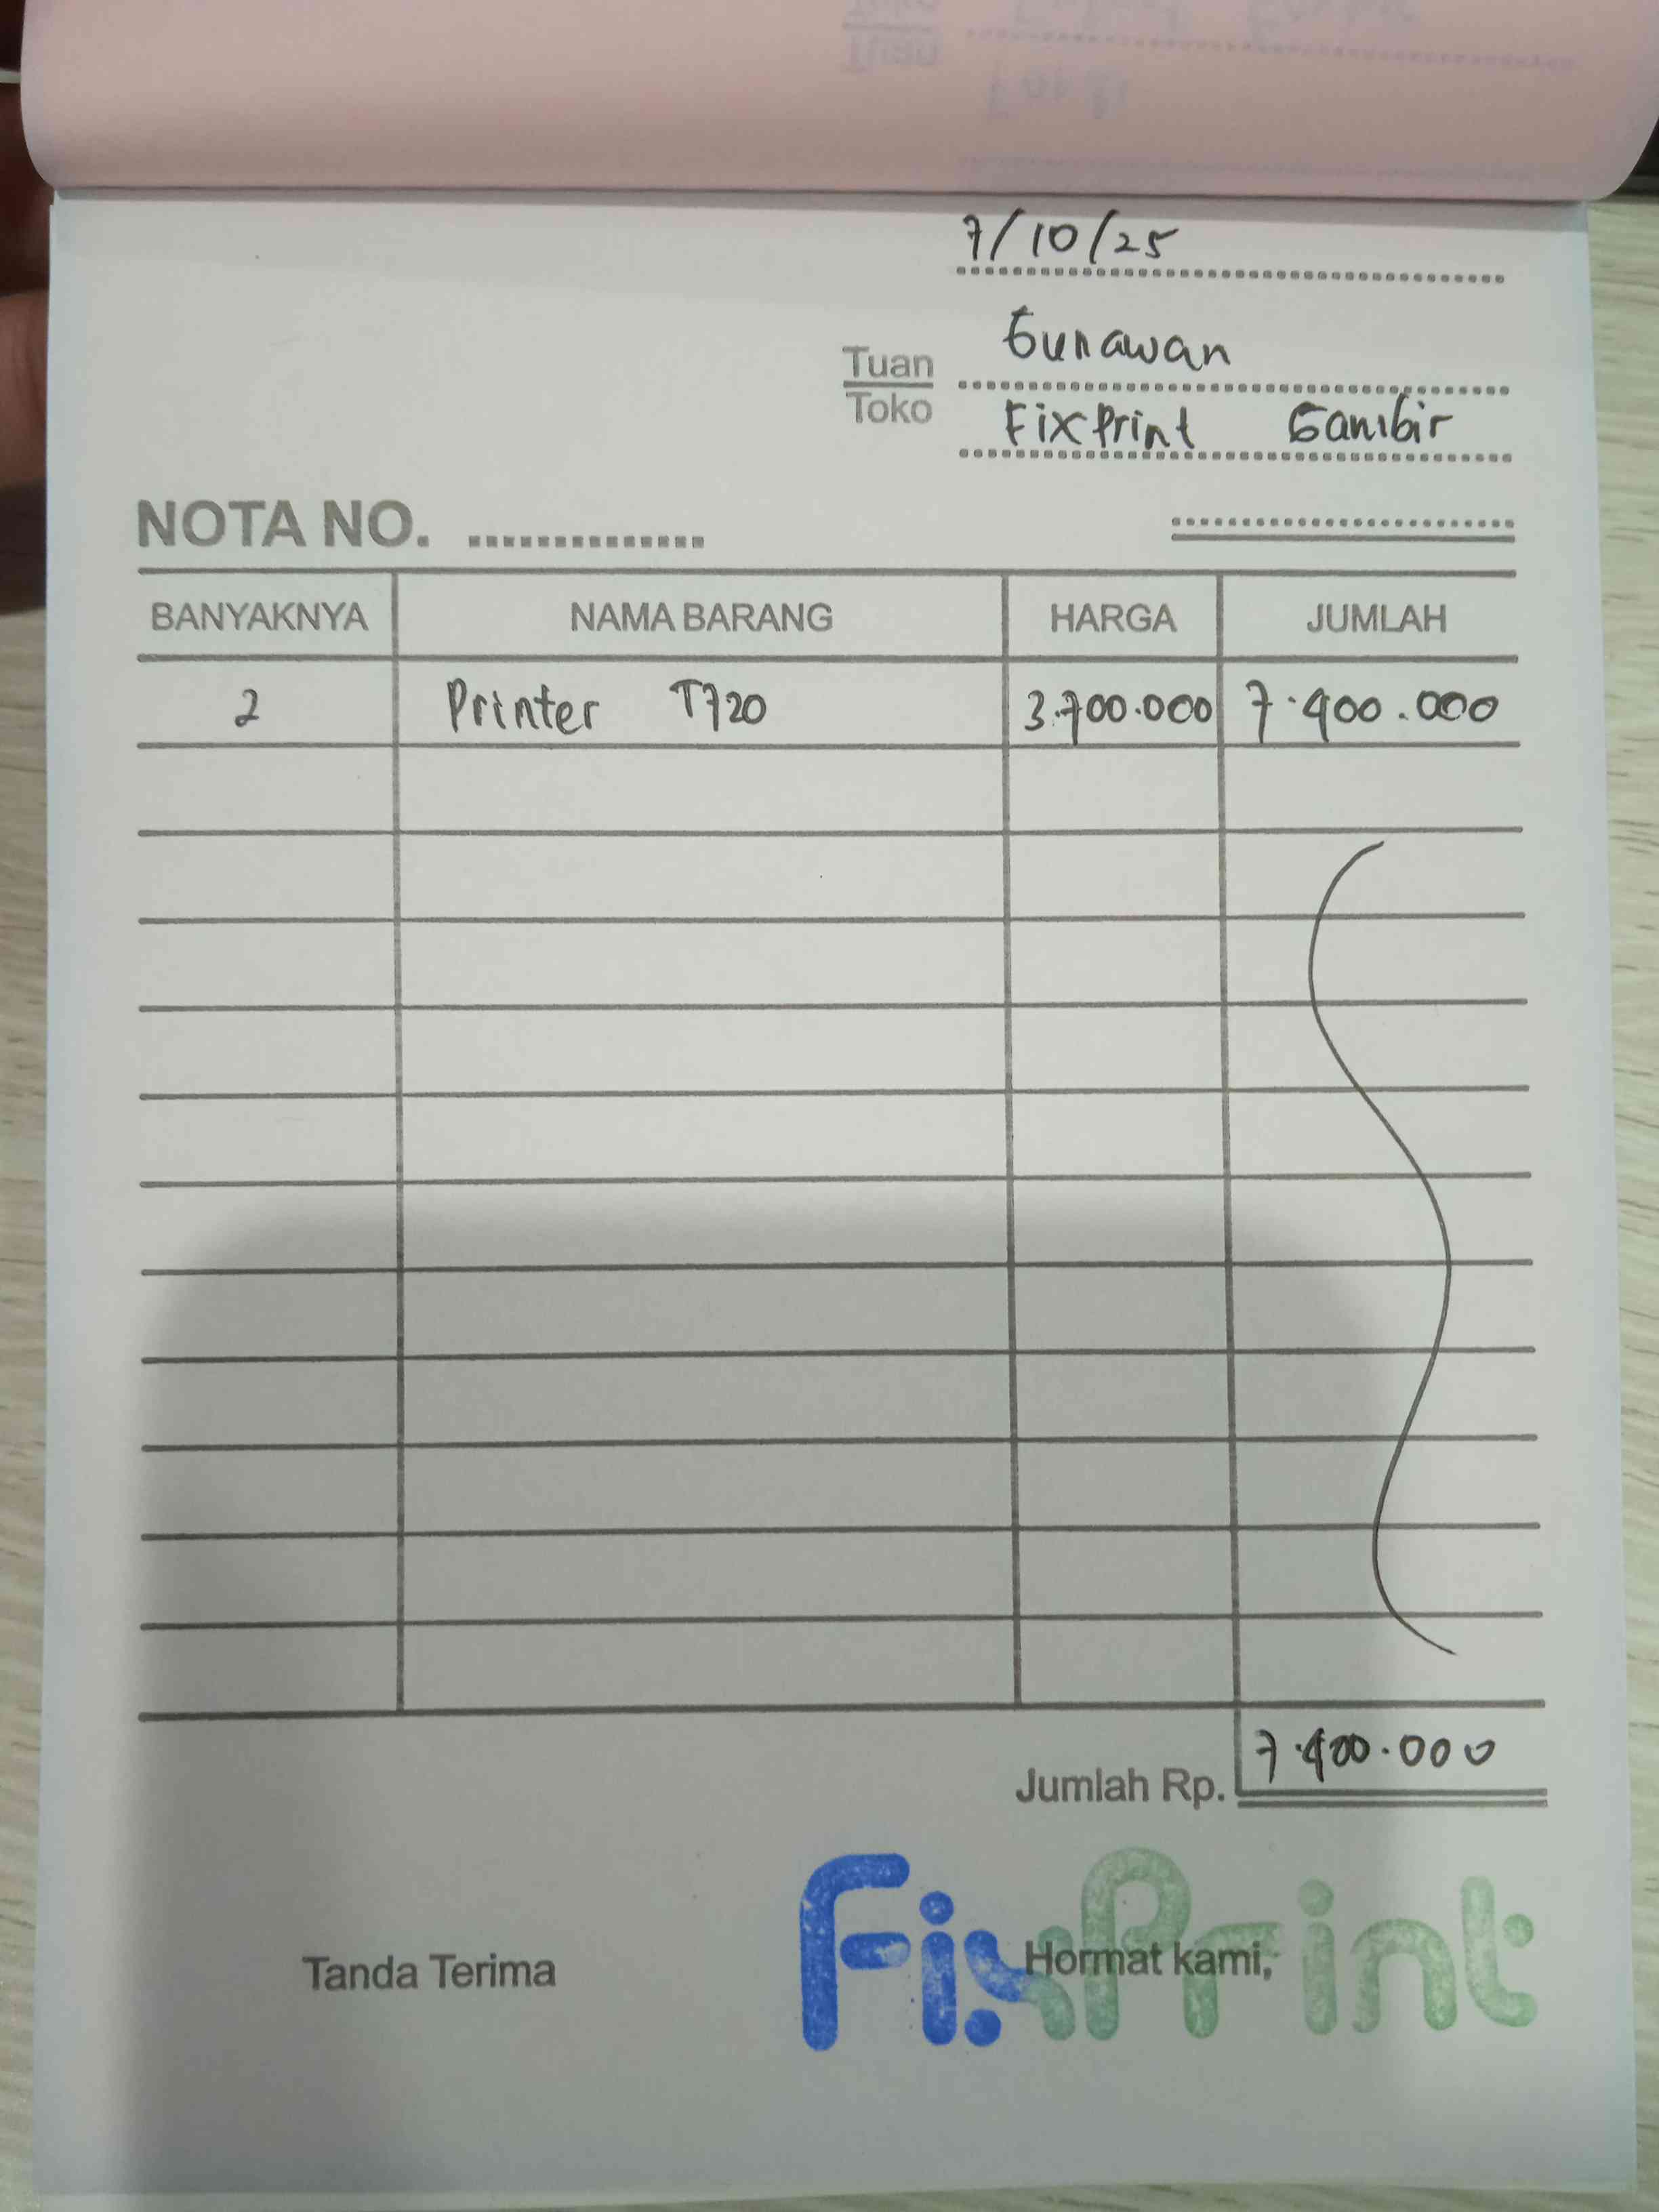 7/10/25
Tuan Gunawan
Toko FixPrint Gambir
NOTA NO.
BANYAKNYA NAMA BARANG HARGA JUMLAH
2 Printer T720 3.700.000 7.400.000
Jumlah Rp. 7.400.000
Tanda Terima Hormat kami,
FixPrint